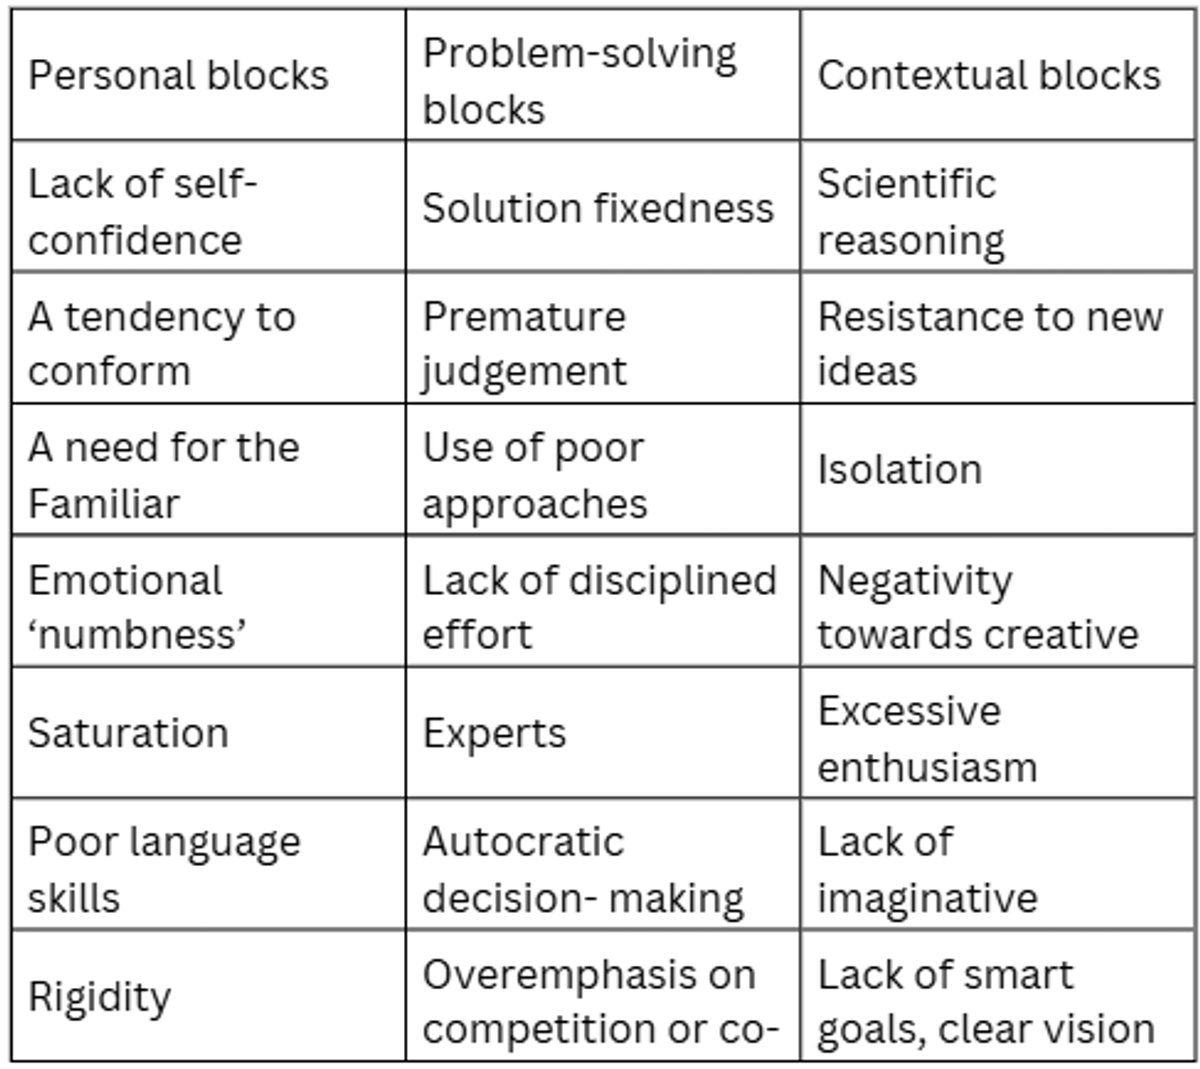 Personal blocks
Problem-solving
blocks
Contextual blocks
Lack of self-
confidence
Solution fixedness
Scientific
reasoning
A tendency to
conform
Premature
judgement
Resistance to new
ideas
A need for the
Familiar
Use of poor
approaches
Isolation
Emotional
‘numbness’
Lack of disciplined
effort
Negativity
towards creative
Saturation
Experts
Excessive
enthusiasm
Poor language
skills
Autocratic
decision- making
Lack of
imaginative
Rigidity
Overemphasis on
competition or co-
Lack of smart
goals, clear vision